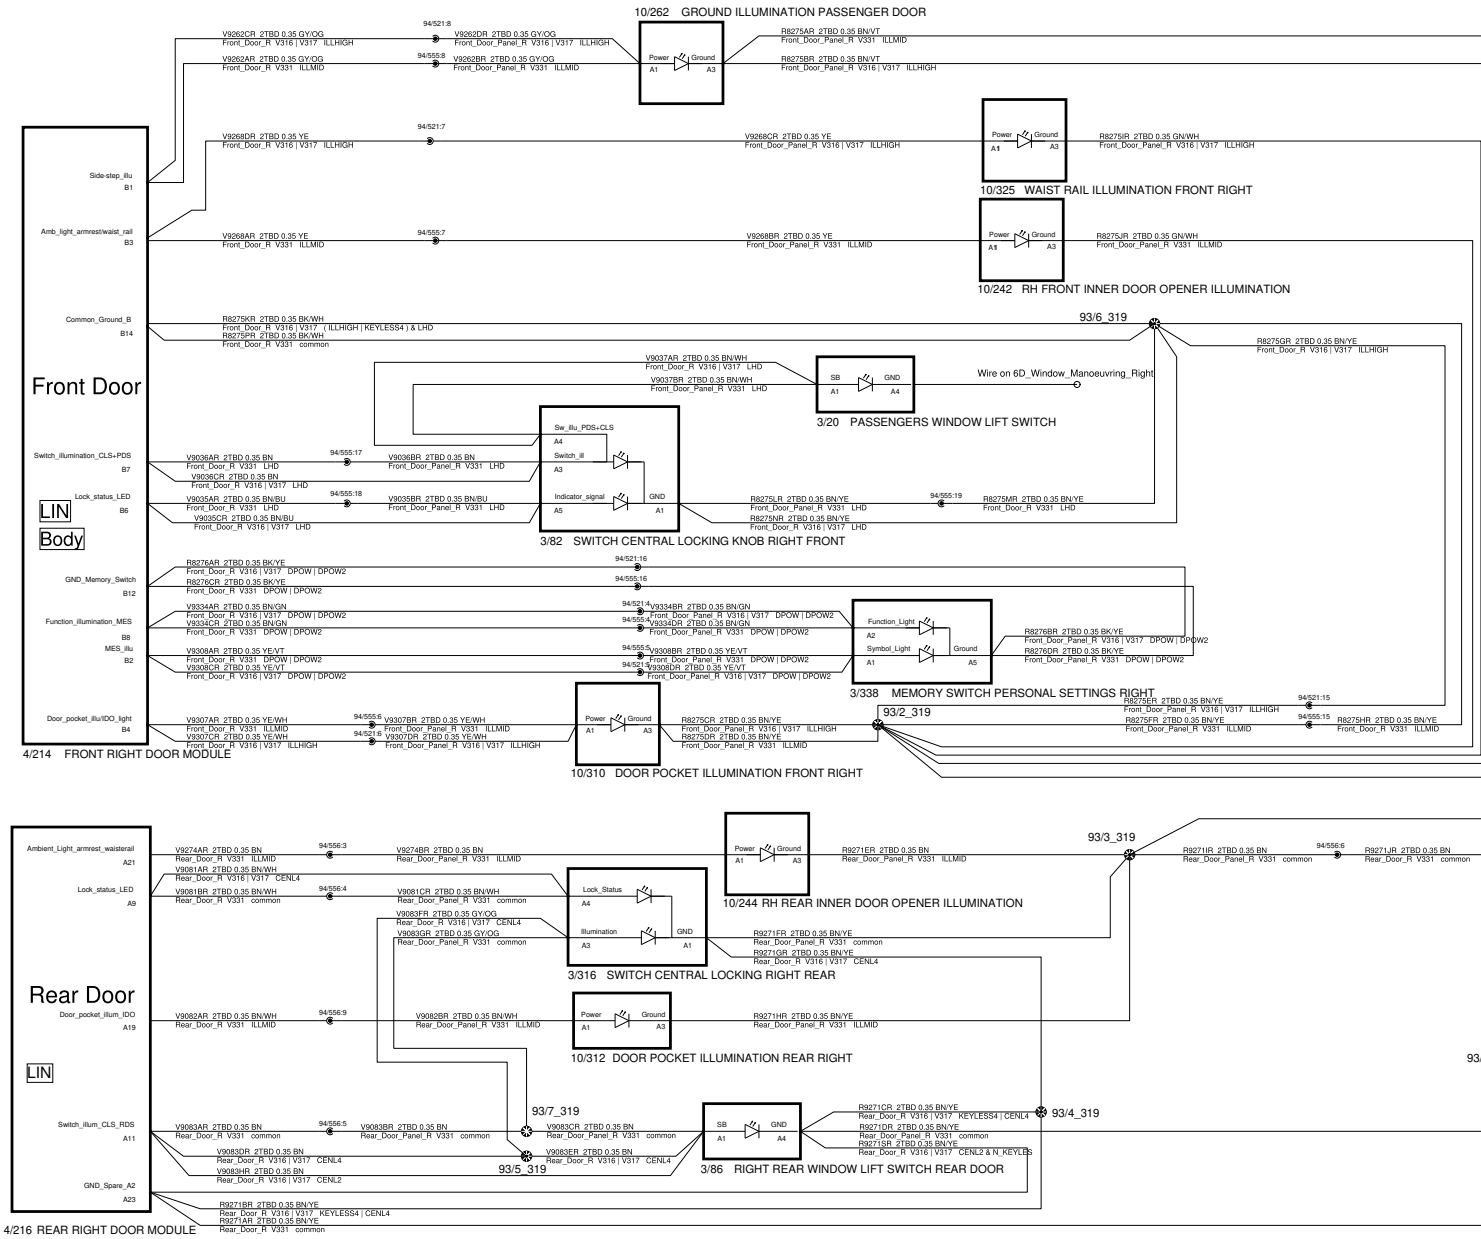 10/262 GROUND ILLUMINATION PASSENGER DOOR
V9262CR 2TBD 0.35 GY/OG
Front_Door_R V316 | V317 ILLHIGH
94/521:8
V9262DR 2TBD 0.35 GY/OG
Front_Door_Panel_R V316 | V317 ILLHIGH
V9262AR 2TBD 0.35 GY/OG
Front_Door_R V331 ILLMID
94/555:8
V9262BR 2TBD 0.35 GY/OG
Front_Door_Panel_R V331 ILLMID
Power Ground
A1 A3
R8275AR 2TBD 0.35 BN/VT
Front_Door_Panel_R V331 ILLMID
R8275BR 2TBD 0.35 BN/VT
Front_Door_Panel_R V316 | V317 ILLHIGH
V9268DR 2TBD 0.35 YE
Front_Door_R V316 | V317 ILLHIGH
94/521:7
V9268CR 2TBD 0.35 YE
Front_Door_Panel_R V316 | V317 ILLHIGH
Power Ground
A1 A3
R8275IR 2TBD 0.35 GN/WH
Front_Door_Panel_R V316 | V317 ILLHIGH
10/325 WAIST RAIL ILLUMINATION FRONT RIGHT
Side-step_illu
B1
Amb_light_armrest/waist_rail
B3
V9268AR 2TBD 0.35 YE
Front_Door_R V331 ILLMID
94/555:7
V9268BR 2TBD 0.35 YE
Front_Door_Panel_R V331 ILLMID
Power Ground
A1 A3
R8275JR 2TBD 0.35 GN/WH
Front_Door_Panel_R V331 ILLMID
10/242 RH FRONT INNER DOOR OPENER ILLUMINATION
Common_Ground_B
B14
R8275KR 2TBD 0.35 BK/WH
Front_Door_R V316 | V317 ( ILLHIGH | KEYLESS4 ) & LHD
R8275PR 2TBD 0.35 BK/WH
Front_Door_R V331 common
93/6_319
R8275GR 2TBD 0.35 BN/YE
Front_Door_Panel_R V316 | V317 ILLHIGH
Front Door
V9037AR 2TBD 0.35 BN/WH
Front_Door_Panel_R V316 | V317 LHD
V9037BR 2TBD 0.35 BN/WH
Front_Door_Panel_R V331 LHD
SB GND
A1 A4
Wire on 6D_Window_Manoeuvring_Right
3/20 PASSENGERS WINDOW LIFT SWITCH
Switch_illumination_CLS+PDS
B7
V9036AR 2TBD 0.35 BN
Front_Door_R V331 LHD
94/555:17
V9036BR 2TBD 0.35 BN
Front_Door_Panel_R V331 LHD
V9036CR 2TBD 0.35 BN
Front_Door_R V316 | V317 LHD
Sw_illu_PDS+CLS
A4
Switch_ill
A3
Lock_status_LED
B6
V9035AR 2TBD 0.35 BN/BU
Front_Door_R V331 LHD
94/555:18
V9035BR 2TBD 0.35 BN/BU
Front_Door_Panel_R V331 LHD
V9035CR 2TBD 0.35 BN/BU
Front_Door_R V316 | V317 LHD
Indicator_signal GND
A5 A1
R8275LR 2TBD 0.35 BN/YE
Front_Door_Panel_R V331 LHD
94/555:19
R8275MR 2TBD 0.35 BN/YE
Front_Door_R V331 LHD
R8275NR 2TBD 0.35 BN/YE
Front_Door_R V316 | V317 LHD
3/82 SWITCH CENTRAL LOCKING KNOB RIGHT FRONT
LIN
Body
GND_Memory_Switch
B12
R8276AR 2TBD 0.35 BK/YE
Front_Door_R V316 | V317 DPOW | DPOW2
94/521:16
R8276CR 2TBD 0.35 BK/YE
Front_Door_R V331 DPOW | DPOW2
94/555:16
Function_illumination_MES
B8
V9334AR 2TBD 0.35 BN/GN
Front_Door_R V316 | V317 DPOW | DPOW2
94/521:4
V9334BR 2TBD 0.35 BN/GN
Front_Door_Panel_R V316 | V317 DPOW | DPOW2
V9334CR 2TBD 0.35 BN/GN
Front_Door_R V331 DPOW | DPOW2
94/555:4
V9334DR 2TBD 0.35 BN/GN
Front_Door_Panel_R V331 DPOW | DPOW2
MES_illu
B2
V9308AR 2TBD 0.35 YE/VT
Front_Door_R V331 DPOW | DPOW2
94/555:5
V9308BR 2TBD 0.35 YE/VT
Front_Door_Panel_R V331 DPOW | DPOW2
V9308CR 2TBD 0.35 YE/VT
Front_Door_R V316 | V317 DPOW | DPOW2
V9308DR 2TBD 0.35 YE/VT
Front_Door_Panel_R V316 | V317 DPOW | DPOW2
Function_Light
A2
Symbol_Light Ground
A1 A5
R8276BR 2TBD 0.35 BK/YE
Front_Door_Panel_R V316 | V317 DPOW | DPOW2
R8276DR 2TBD 0.35 BK/YE
Front_Door_Panel_R V331 DPOW | DPOW2
3/338 MEMORY SWITCH PERSONAL SETTINGS RIGHT
Door_pocket_illu/IDO_light
B4
V9307AR 2TBD 0.35 YE/WH
Front_Door_R V331 ILLMID
94/555:6
V9307BR 2TBD 0.35 YE/WH
Front_Door_Panel_R V331 ILLMID
V9307CR 2TBD 0.35 YE/WH
Front_Door_R V316 | V317 ILLHIGH
94/521:6
V9307DR 2TBD 0.35 YE/WH
Front_Door_Panel_R V316 | V317 ILLHIGH
Power Ground
A1 A3
R8275CR 2TBD 0.35 BN/YE
Front_Door_Panel_R V316 | V317 ILLHIGH
R8275DR 2TBD 0.35 BN/YE
Front_Door_Panel_R V331 ILLMID
93/2_319
R8275ER 2TBD 0.35 BN/YE
Front_Door_Panel_R V316 | V317 ILLHIGH
94/521:15
R8275FR 2TBD 0.35 BN/YE
Front_Door_Panel_R V331 ILLMID
94/555:15
R8275HR 2TBD 0.35 BN/YE
Front_Door_R V331 ILLMID
4/214 FRONT RIGHT DOOR MODULE
10/310 DOOR POCKET ILLUMINATION FRONT RIGHT
Ambient_Light_armrest_waisterail
A21
V9274AR 2TBD 0.35 BN
Rear_Door_R V331 ILLMID
94/556:3
V9274BR 2TBD 0.35 BN
Rear_Door_Panel_R V331 ILLMID
Power Ground
A1 A3
R9271ER 2TBD 0.35 BN
Rear_Door_Panel_R V331 ILLMID
93/3_319
R9271IR 2TBD 0.35 BN
Rear_Door_Panel_R V331 common
94/556:6
R9271JR 2TBD 0.35 BN
Rear_Door_R V331 common
10/244 RH REAR INNER DOOR OPENER ILLUMINATION
Lock_status_LED
A9
V9081AR 2TBD 0.35 BN/WH
Rear_Door_R V316 | V317 CENL4
V9081BR 2TBD 0.35 BN/WH
Rear_Door_R V331 common
94/556:4
V9081CR 2TBD 0.35 BN/WH
Rear_Door_Panel_R V331 common
V9083FR 2TBD 0.35 GY/OG
Rear_Door_R V316 | V317 CENL4
V9083GR 2TBD 0.35 GY/OG
Rear_Door_Panel_R V331 common
Lock_Status
A4
Illumination GND
A3 A1
R9271FR 2TBD 0.35 BN/YE
Rear_Door_Panel_R V331 common
R9271GR 2TBD 0.35 BN/YE
Rear_Door_R V316 | V317 CENL4
3/316 SWITCH CENTRAL LOCKING RIGHT REAR
Rear Door
Door_pocket_illum_IDO
A19
V9082AR 2TBD 0.35 BN/WH
Rear_Door_R V331 ILLMID
94/556:9
V9082BR 2TBD 0.35 BN/WH
Rear_Door_Panel_R V331 ILLMID
Power Ground
A1 A3
R9271HR 2TBD 0.35 BN/YE
Rear_Door_Panel_R V331 ILLMID
10/312 DOOR POCKET ILLUMINATION REAR RIGHT
93/
LIN
Switch_illum_CLS_RDS
A11
V9083AR 2TBD 0.35 BN
Rear_Door_R V331 common
94/556:5
V9083BR 2TBD 0.35 BN
Rear_Door_Panel_R V331 common
93/7_319
V9083CR 2TBD 0.35 BN
Rear_Door_Panel_R V331 common
V9083DR 2TBD 0.35 BN
Rear_Door_R V316 | V317 CENL4
93/5_319
V9083ER 2TBD 0.35 BN
Rear_Door_R V316 | V317 CENL4
V9083HR 2TBD 0.35 BN
Rear_Door_R V316 | V317 CENL2
SB GND
A1 A4
R9271CR 2TBD 0.35 BN/YE
Rear_Door_R V316 | V317 KEYLESS4 | CENL4
93/4_319
R9271DR 2TBD 0.35 BN/YE
Rear_Door_Panel_R V331 common
R9271SR 2TBD 0.35 BN/YE
Rear_Door_R V316 | V317 CENL2 & N_KEYLES
3/86 RIGHT REAR WINDOW LIFT SWITCH REAR DOOR
GND_Spare_A2
A23
R9271BR 2TBD 0.35 BN/YE
Rear_Door_R V316 | V317 KEYLESS4 | CENL4
R9271AR 2TBD 0.35 BN/YE
Rear_Door_R V331 common
4/216 REAR RIGHT DOOR MODULE